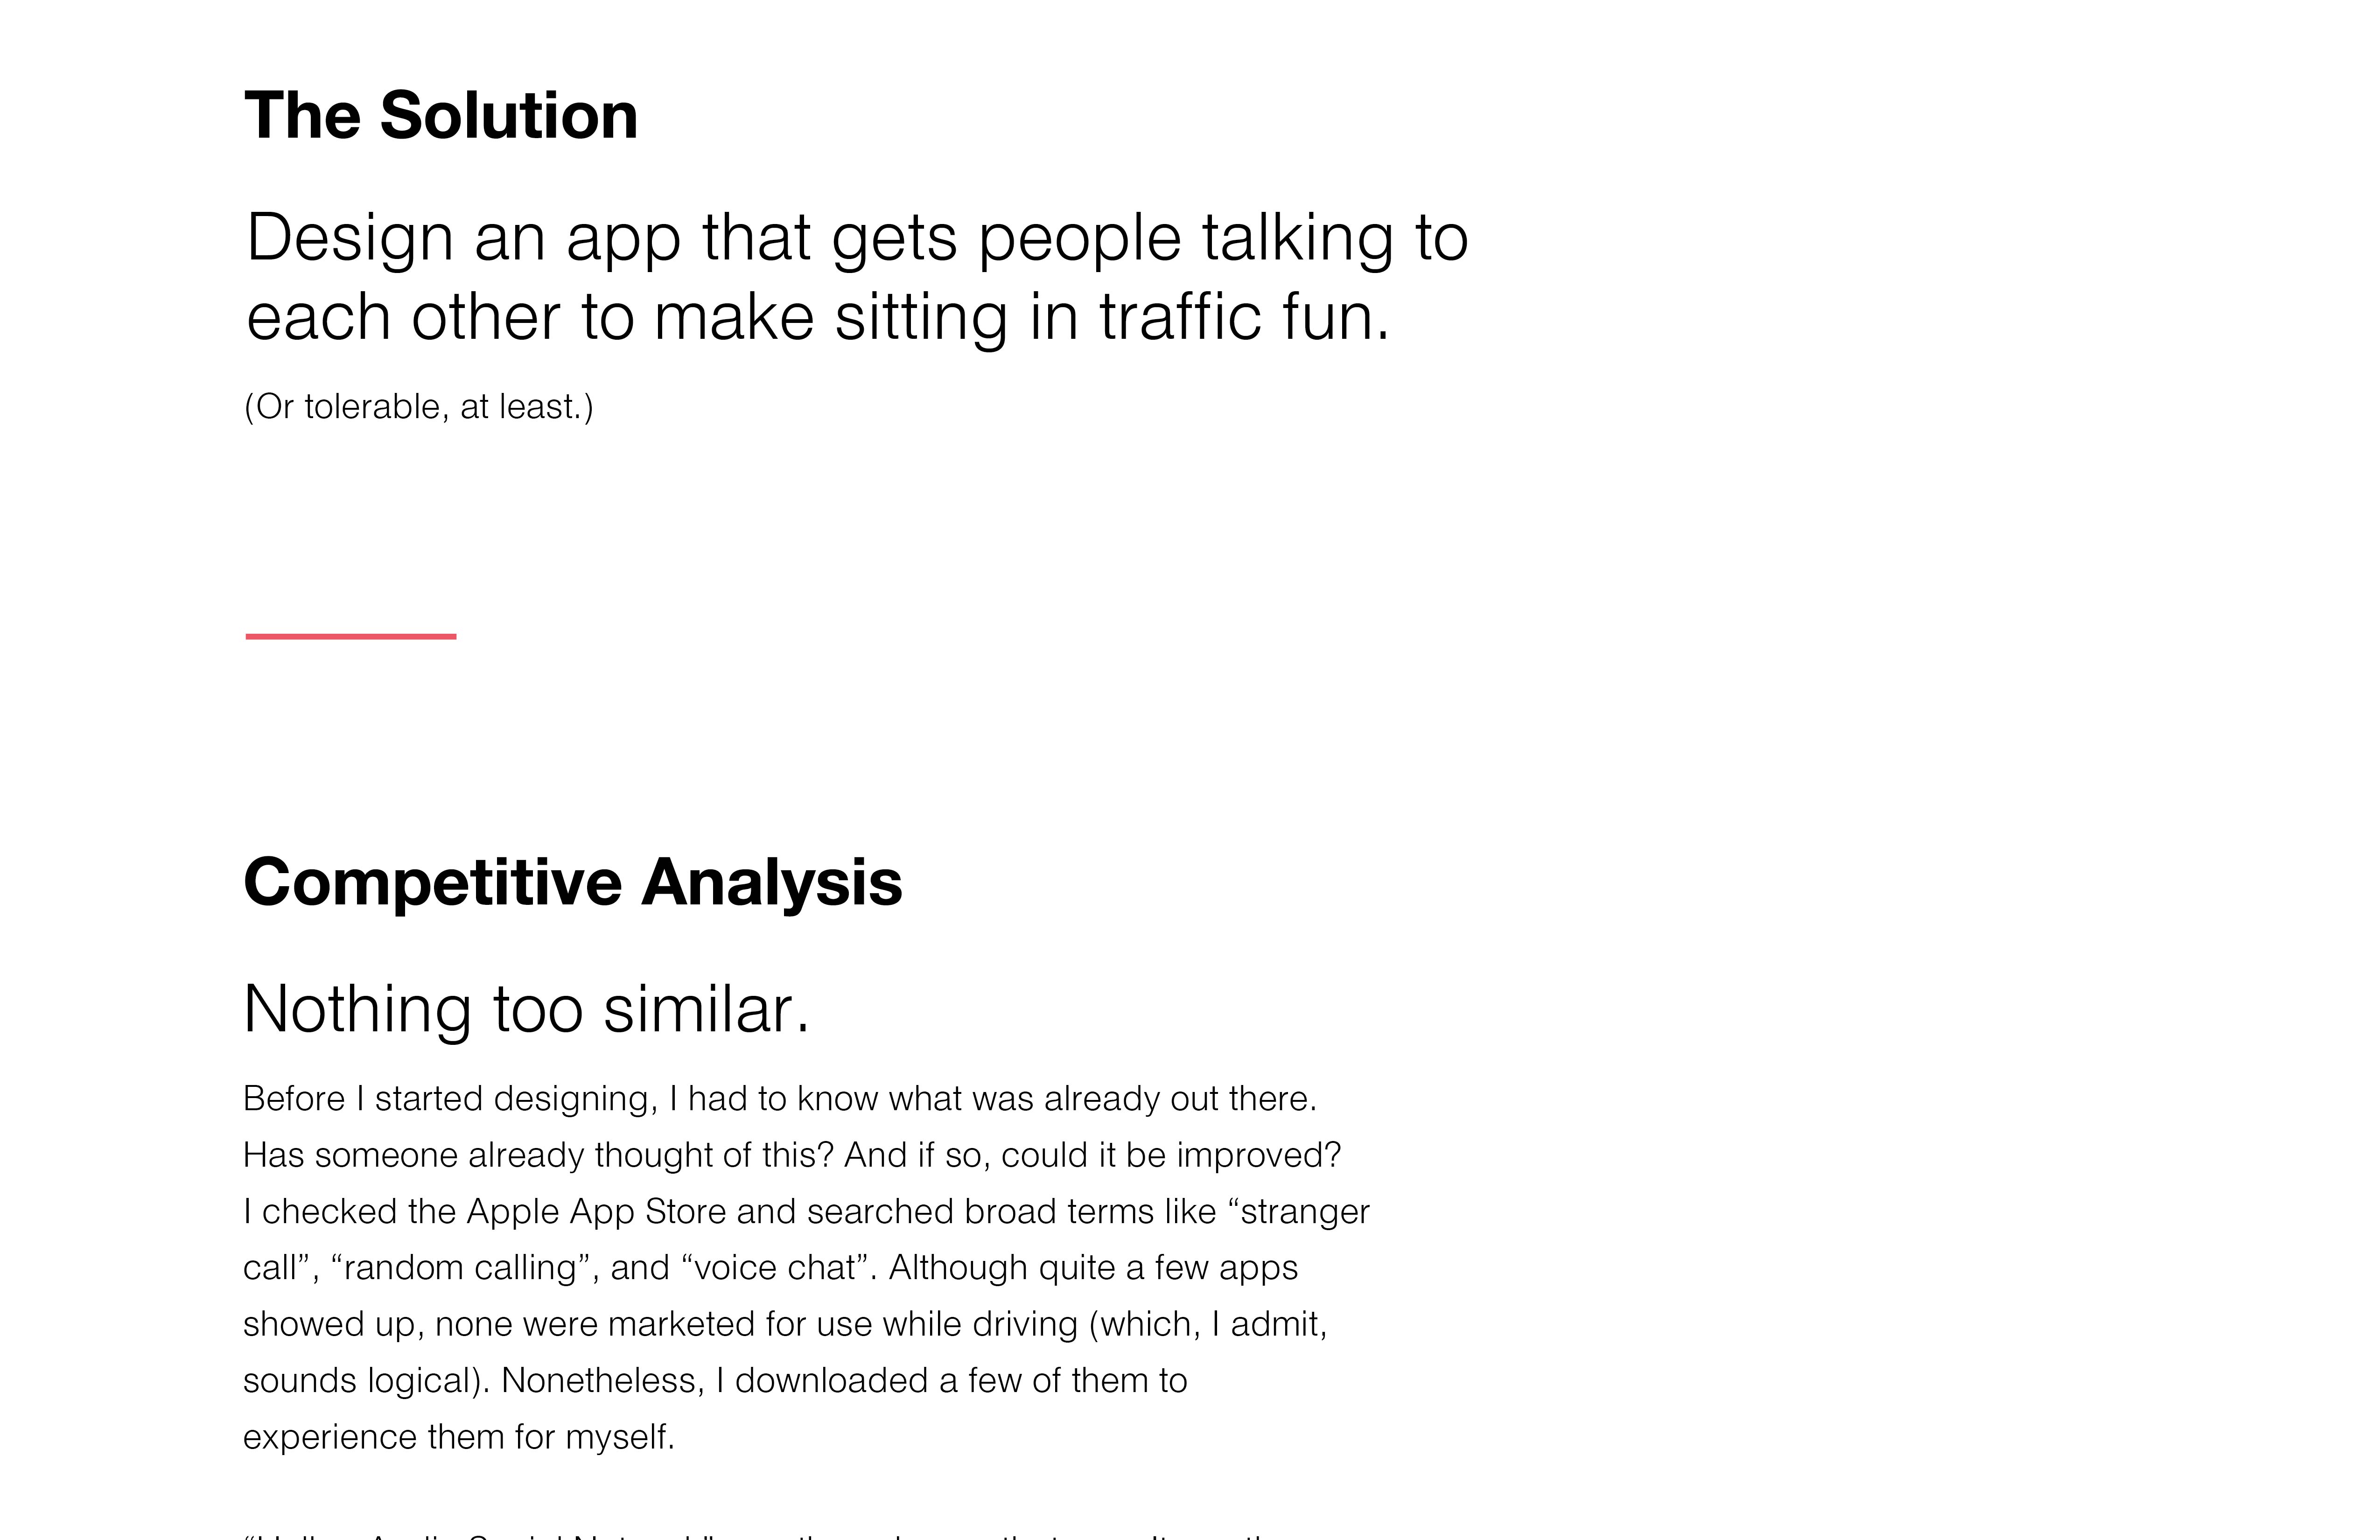 The Solution
Design an app that gets people talking to
each other to make sitting in traffic fun.
(Or tolerable, at least.)
Competitive Analysis
Nothing too similar.
Before I started designing, I had to know what was already out there.
Has someone already thought of this? And if so, could it be improved?
I checked the Apple App Store and searched broad terms like “stranger
call”, “random calling”, and “voice chat”. Although quite a few apps
showed up, none were marketed for use while driving (which, I admit,
sounds logical). Nonetheless, I downloaded a few of them to
experience them for myself.